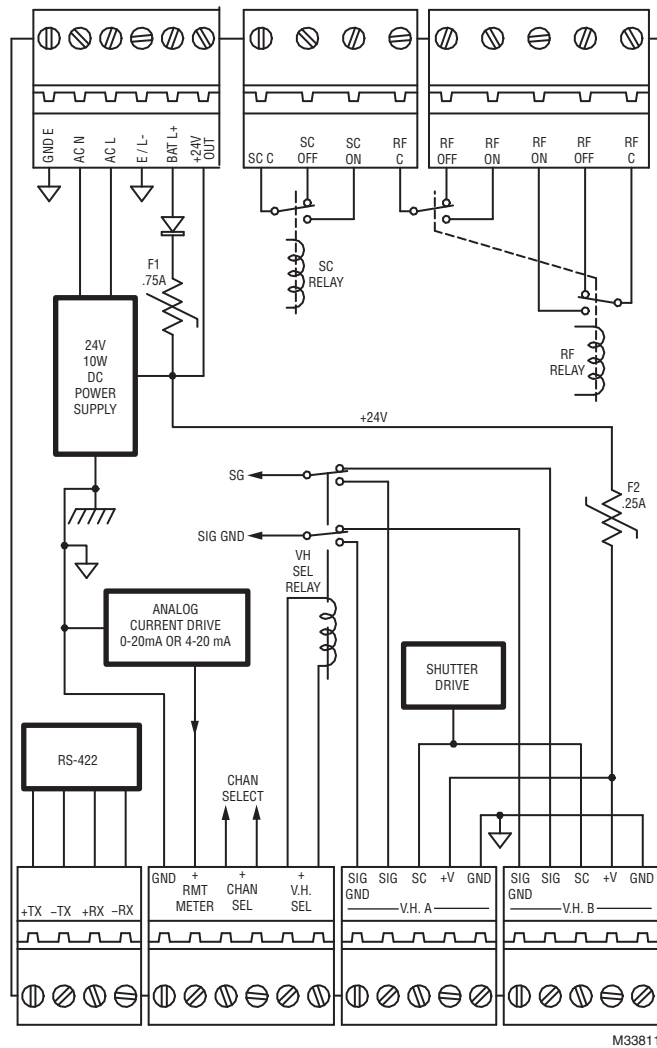 GND E
AC N
AC L
E / L-
BAT L+
+24V
OUT
SC C
SC
OFF
SC
ON
RF
C
RF
OFF
RF
ON
RF
ON
RF
OFF
RF
C
F1
.75A
SC
RELAY
24V
10W
DC
POWER
SUPPLY
RF
RELAY
+24V
SG
F2
.25A
SIG GND
VH
SEL
RELAY
ANALOG
CURRENT DRIVE
0-20mA OR 4-20 mA
SHUTTER
DRIVE
RS-422
CHAN
SELECT
+TX –TX +RX –RX
GND
+
RMT
METER
+
CHAN
SEL
+
V.H.
SEL
SIG
GND
SIG SC +V GND
V.H. A
SIG
GND
SIG SC +V GND
V.H. B
M33811